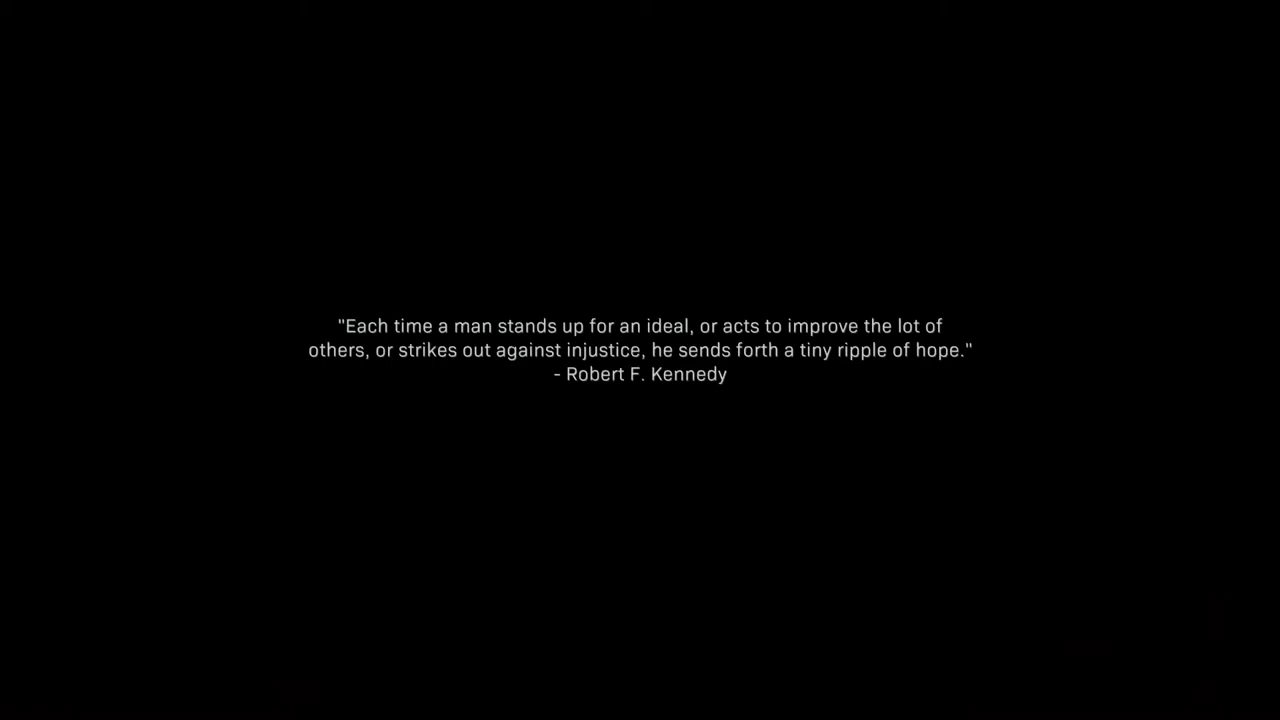 "Each time a man stands up for an ideal, or acts to improve the lot of
others, or strikes out against injustice, he sends forth a tiny ripple of hope."
- Robert F. Kennedy